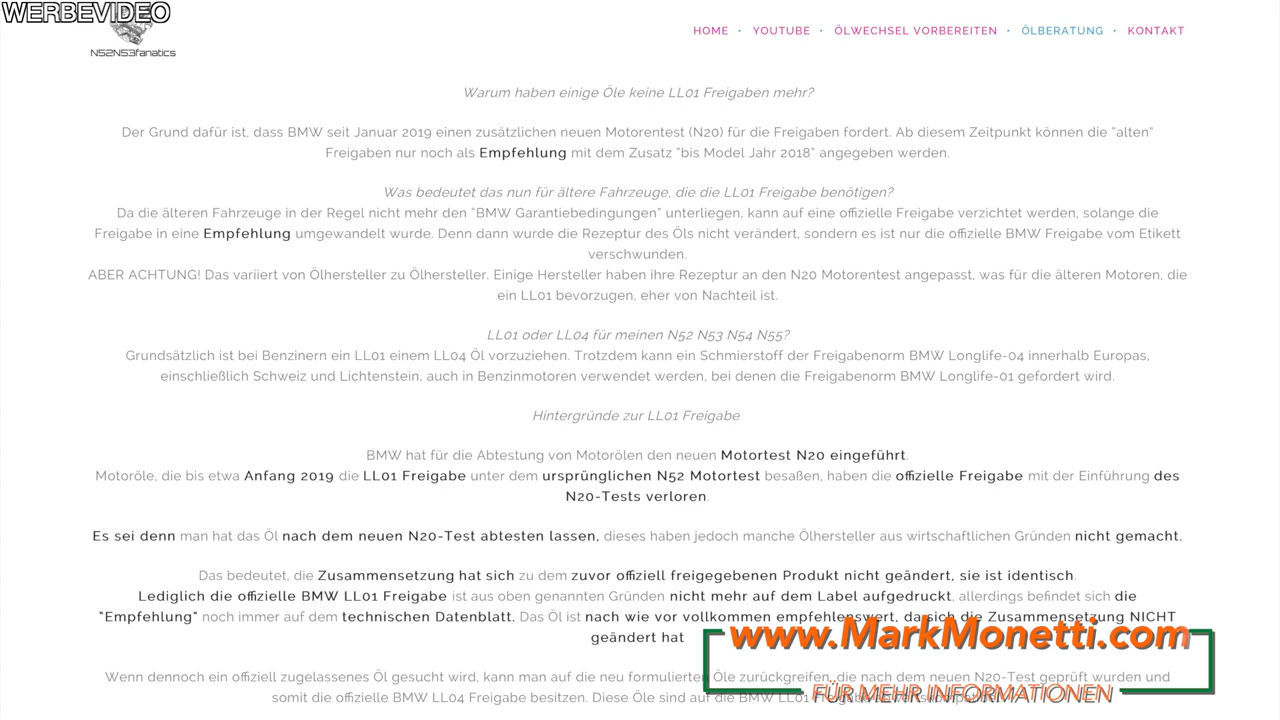 WERBEVIDEO
N52N53fanatics
HOME • YOUTUBE • ÖLWECHSEL VORBEREITEN • ÖLBERATUNG • KONTAKT
Warum haben einige Öle keine LL01 Freigaben mehr?
Der Grund dafür ist, dass BMW seit Januar 2019 einen zusätzlichen neuen Motorentest (N20) für die Freigaben fordert. Ab diesem Zeitpunkt können die "alten"
Freigaben nur noch als Empfehlung mit dem Zusatz "bis Model Jahr 2018" angegeben werden.
Was bedeutet das nun für ältere Fahrzeuge, die die LL01 Freigabe benötigen?
Da die älteren Fahrzeuge in der Regel nicht mehr den "BMW Garantiebedingungen" unterliegen, kann auf eine offizielle Freigabe verzichtet werden, solange die
Freigabe in eine Empfehlung umgewandelt wurde. Denn dann wurde die Rezeptur des Öls nicht verändert, sondern es ist nur die offizielle BMW Freigabe vom Etikett
verschwunden.
ABER ACHTUNG! Das variiert von Ölhersteller zu Ölhersteller. Einige Hersteller haben ihre Rezeptur an den N20 Motorentest angepasst, was für die älteren Motoren, die
ein LL01 bevorzugen, eher von Nachteil ist.
LL01 oder LL04 für meinen N52 N53 N54 N55?
Grundsätzlich ist bei Benzinern ein LL01 einem LL04 Öl vorzuziehen. Trotzdem kann ein Schmierstoff der Freigabenorm BMW Longlife-04 innerhalb Europas,
einschließlich Schweiz und Lichtenstein, auch in Benzinmotoren verwendet werden, bei denen die Freigabenorm BMW Longlife-01 gefordert wird.
Hintergründe zur LL01 Freigabe
BMW hat für die Abtestung von Motorölen den neuen Motortest N20 eingeführt.
Motoröle, die bis etwa Anfang 2019 die LL01 Freigabe unter dem ursprünglichen N52 Motortest besaßen, haben die offizielle Freigabe mit der Einführung des
N20-Tests verloren.
Es sei denn man hat das Öl nach dem neuen N20-Test abtesten lassen, dieses haben jedoch manche Ölhersteller aus wirtschaftlichen Gründen nicht gemacht.
Das bedeutet, die Zusammensetzung hat sich zu dem zuvor offiziell freigegebenen Produkt nicht geändert, sie ist identisch.
Lediglich die offizielle BMW LL01 Freigabe ist aus oben genannten Gründen nicht mehr auf dem Label aufgedruckt, allerdings befindet sich die
"Empfehlung" noch immer auf dem technischen Datenblatt. Das Öl ist nach wie vor vollkommen empfehlenswert, da sich die Zusammensetzung NICHT
geändert hat
www.MarkMonetti.com
Wenn dennoch ein offiziell zugelassenes Öl gesucht wird, kann man auf die neu formulierten Öle zurückgreifen, die nach dem neuen N20-Test geprüft wurden und
somit die offizielle BMW LL04 Freigabe besitzen. Diese Öle sind auf die BMW LL01
FÜR MEHR INFORMATIONEN